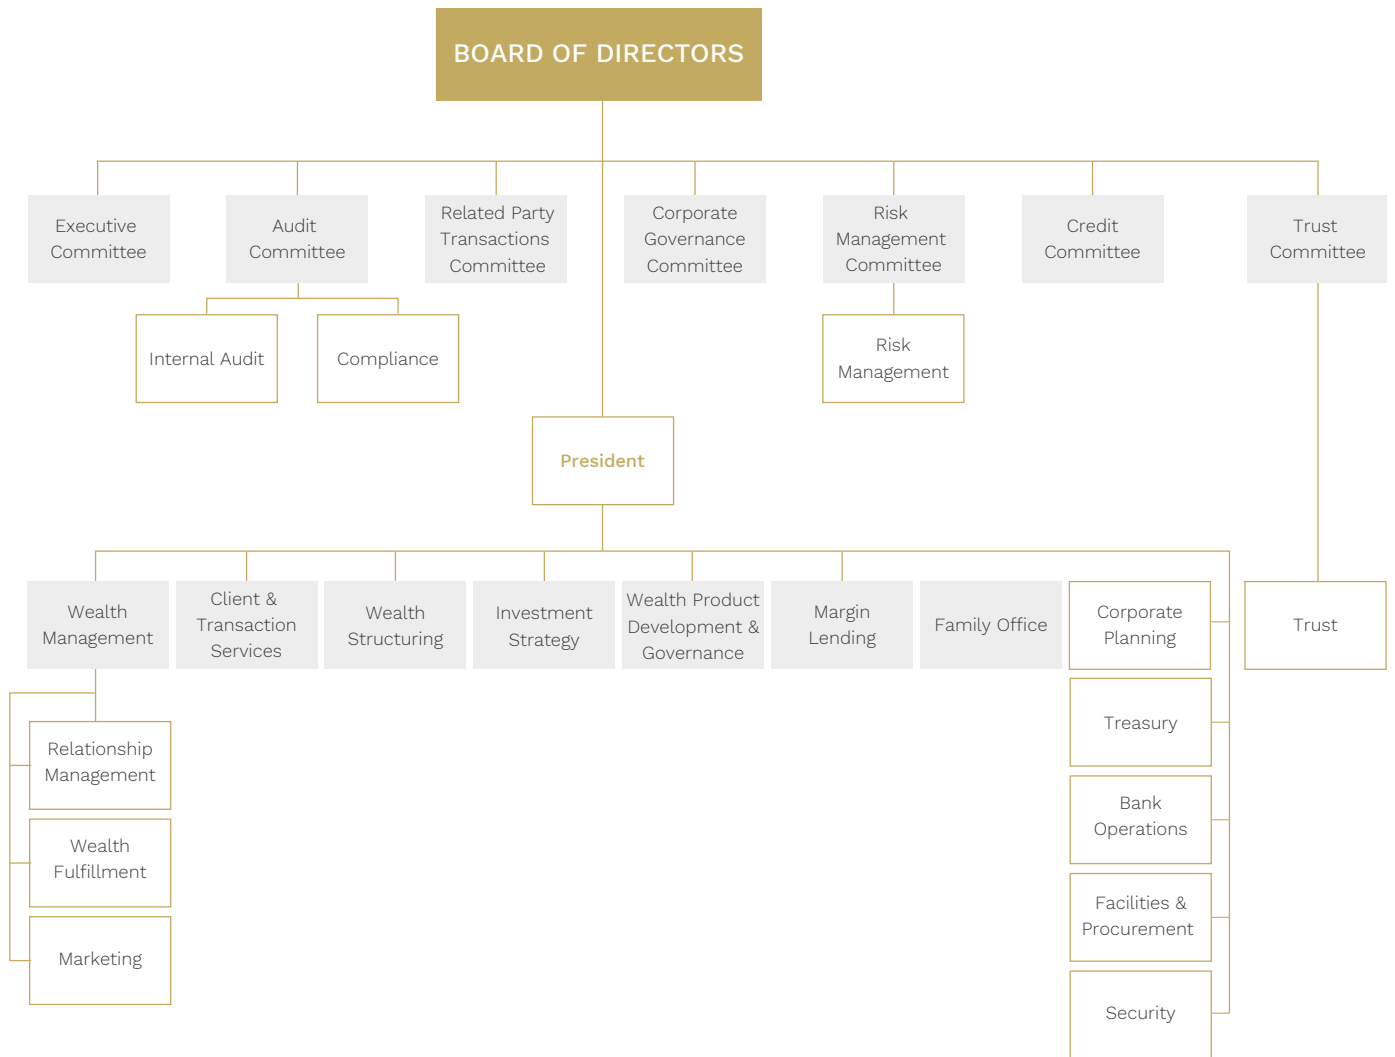 BOARD OF DIRECTORS
Executive
Committee
Audit
Committee
Related Party
Transactions
Committee
Corporate
Governance
Committee
Risk
Management
Committee
Credit
Committee
Trust
Committee
Internal Audit
Compliance
Risk
Management
President
Wealth
Management
Client &
Transaction
Services
Wealth
Structuring
Investment
Strategy
Wealth Product
Development &
Governance
Margin
Lending
Family Office
Corporate
Planning
Trust
Relationship
Management
Wealth
Fulfillment
Marketing
Treasury
Bank
Operations
Facilities &
Procurement
Security